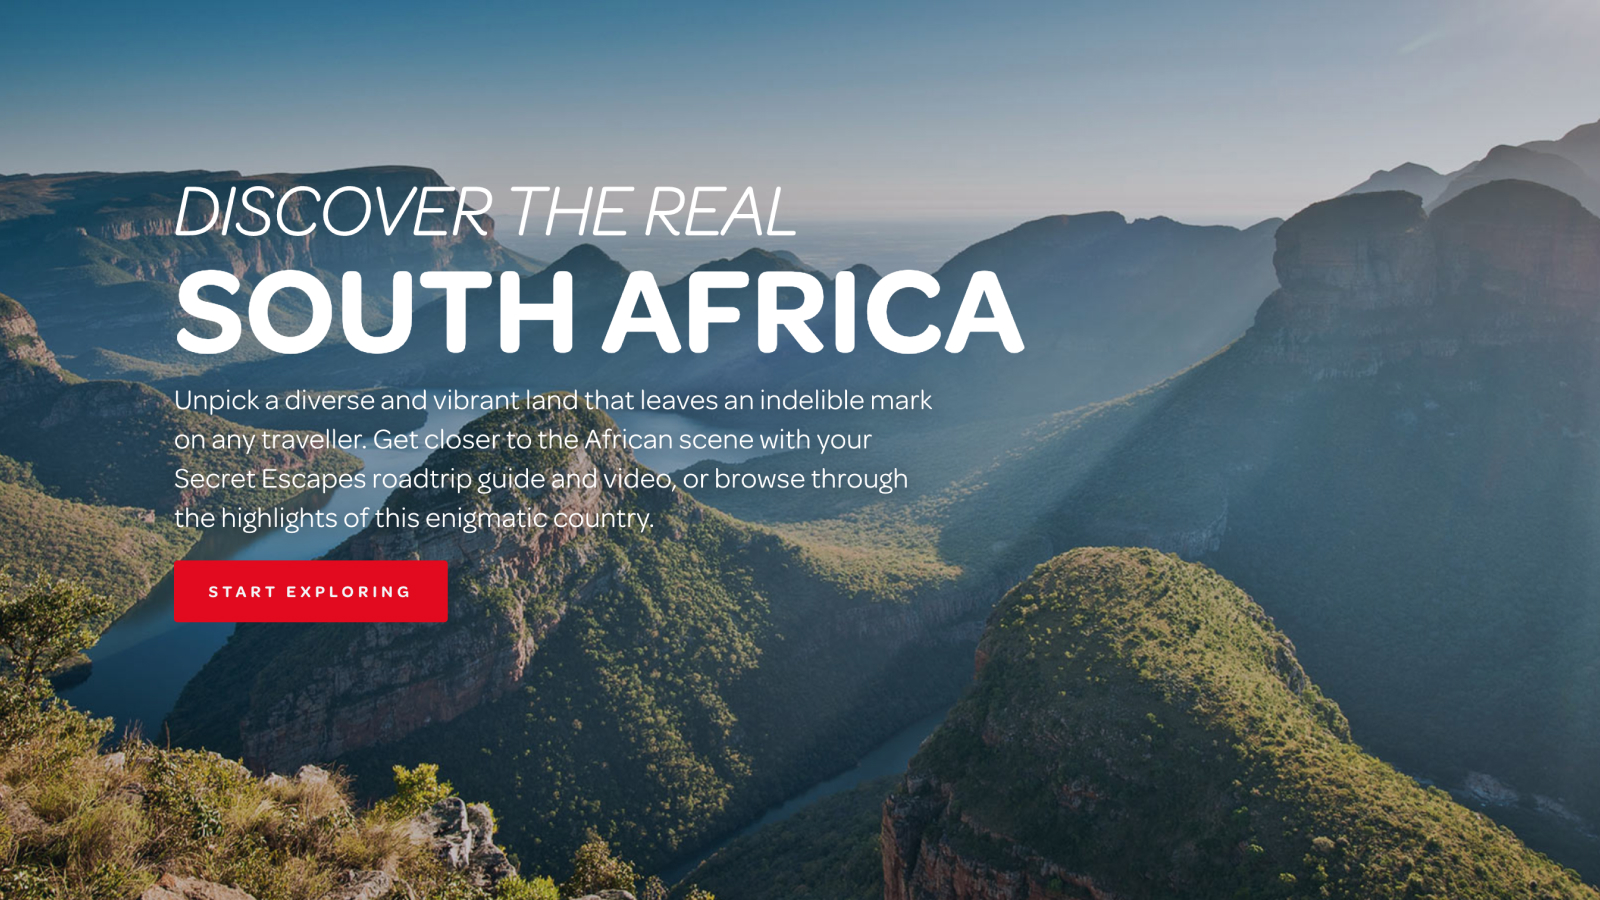 DISCOVER THE REAL
SOUTH AFRICA
Unpick a diverse and vibrant land that leaves an indelible mark
on any traveller. Get closer to the African scene with your
Secret Escapes roadtrip guide and video, or browse through
the highlights of this enigmatic country.
START EXPLORING